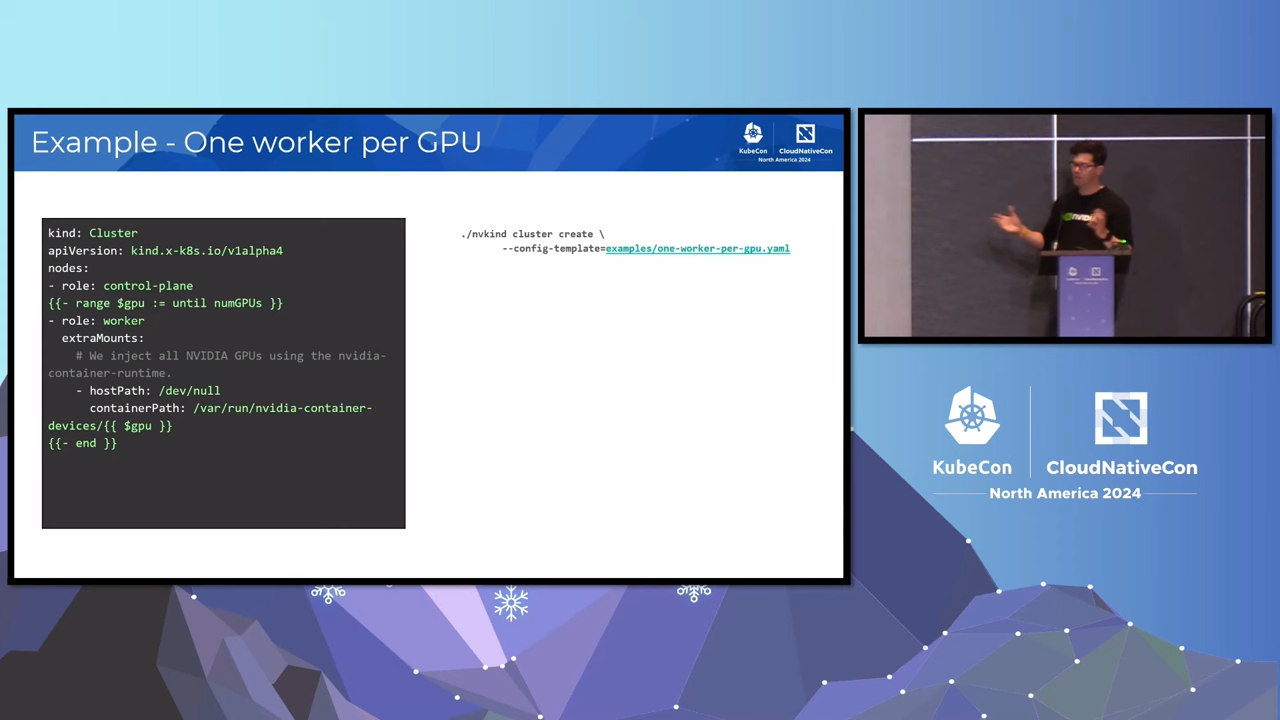 Example - One worker per GPU
KubeCon
CloudNativeCon
North America 2024
kind: Cluster
apiVersion: kind.x-k8s.io/v1alpha4
nodes:
- role: control-plane
{{- range $gpu := until numGPUs }}
- role: worker
extraMounts:
# We inject all NVIDIA GPUs using the nvidia-
container-runtime.
- hostPath: /dev/null
containerPath: /var/run/nvidia-container-
devices/{{ $gpu }}
{{- end }}
./nvkind cluster create \
--config-template=examples/one-worker-per-gpu.yaml
KubeCon
CloudNativeCon
North America 2024